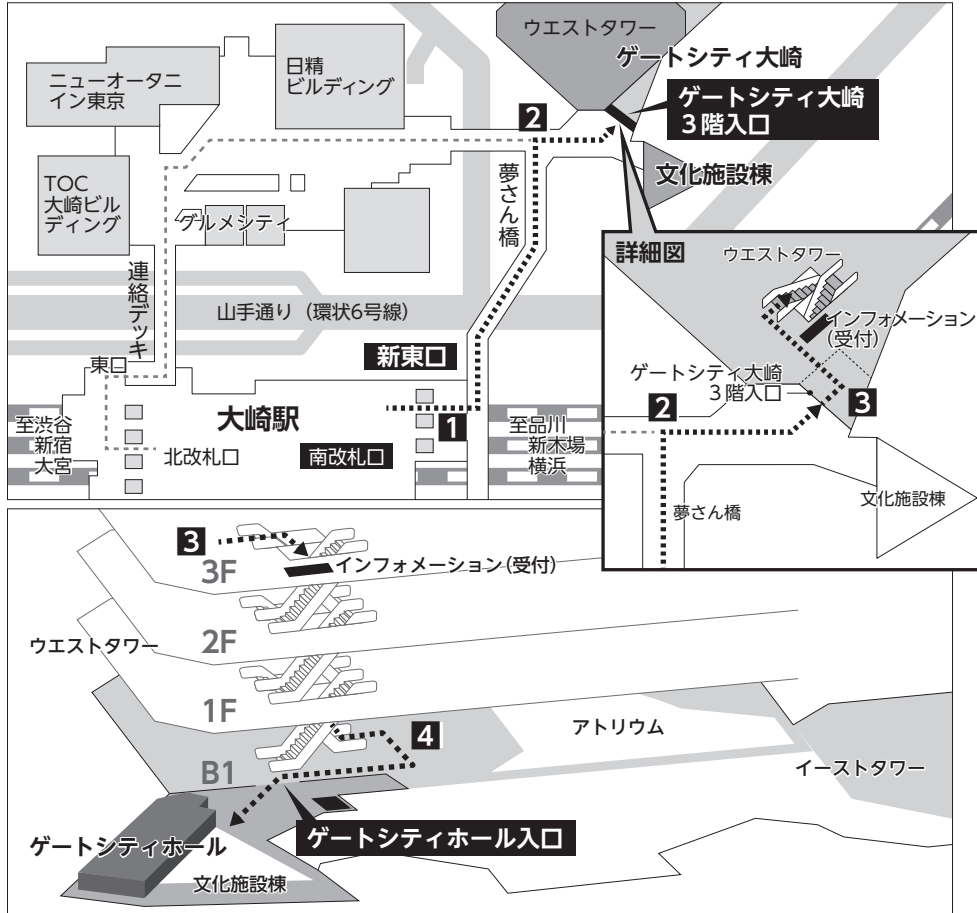 ウエストタワー
ゲートシティ大崎
ゲートシティ大崎
3階入口
日精
ビルディング
ニューオータニ
イン東京
2
文化施設棟
TOC
大崎ビル
ディング
グルメシティ
夢さん橋
連絡デッキ
山手通り（環状6号線）
新東口
東口
大崎駅
1
至渋谷
新宿
大宮
北改札口
南改札口
至品川
新木場
横浜
詳細図
ウエストタワー
インフォメーション
(受付)
ゲートシティ大崎
3階入口
3
2
夢さん橋
文化施設棟
3
3F
インフォメーション(受付)
2F
ウエストタワー
1F
4
アトリウム
B1
イーストタワー
ゲートシティホール入口
ゲートシティホール
文化施設棟